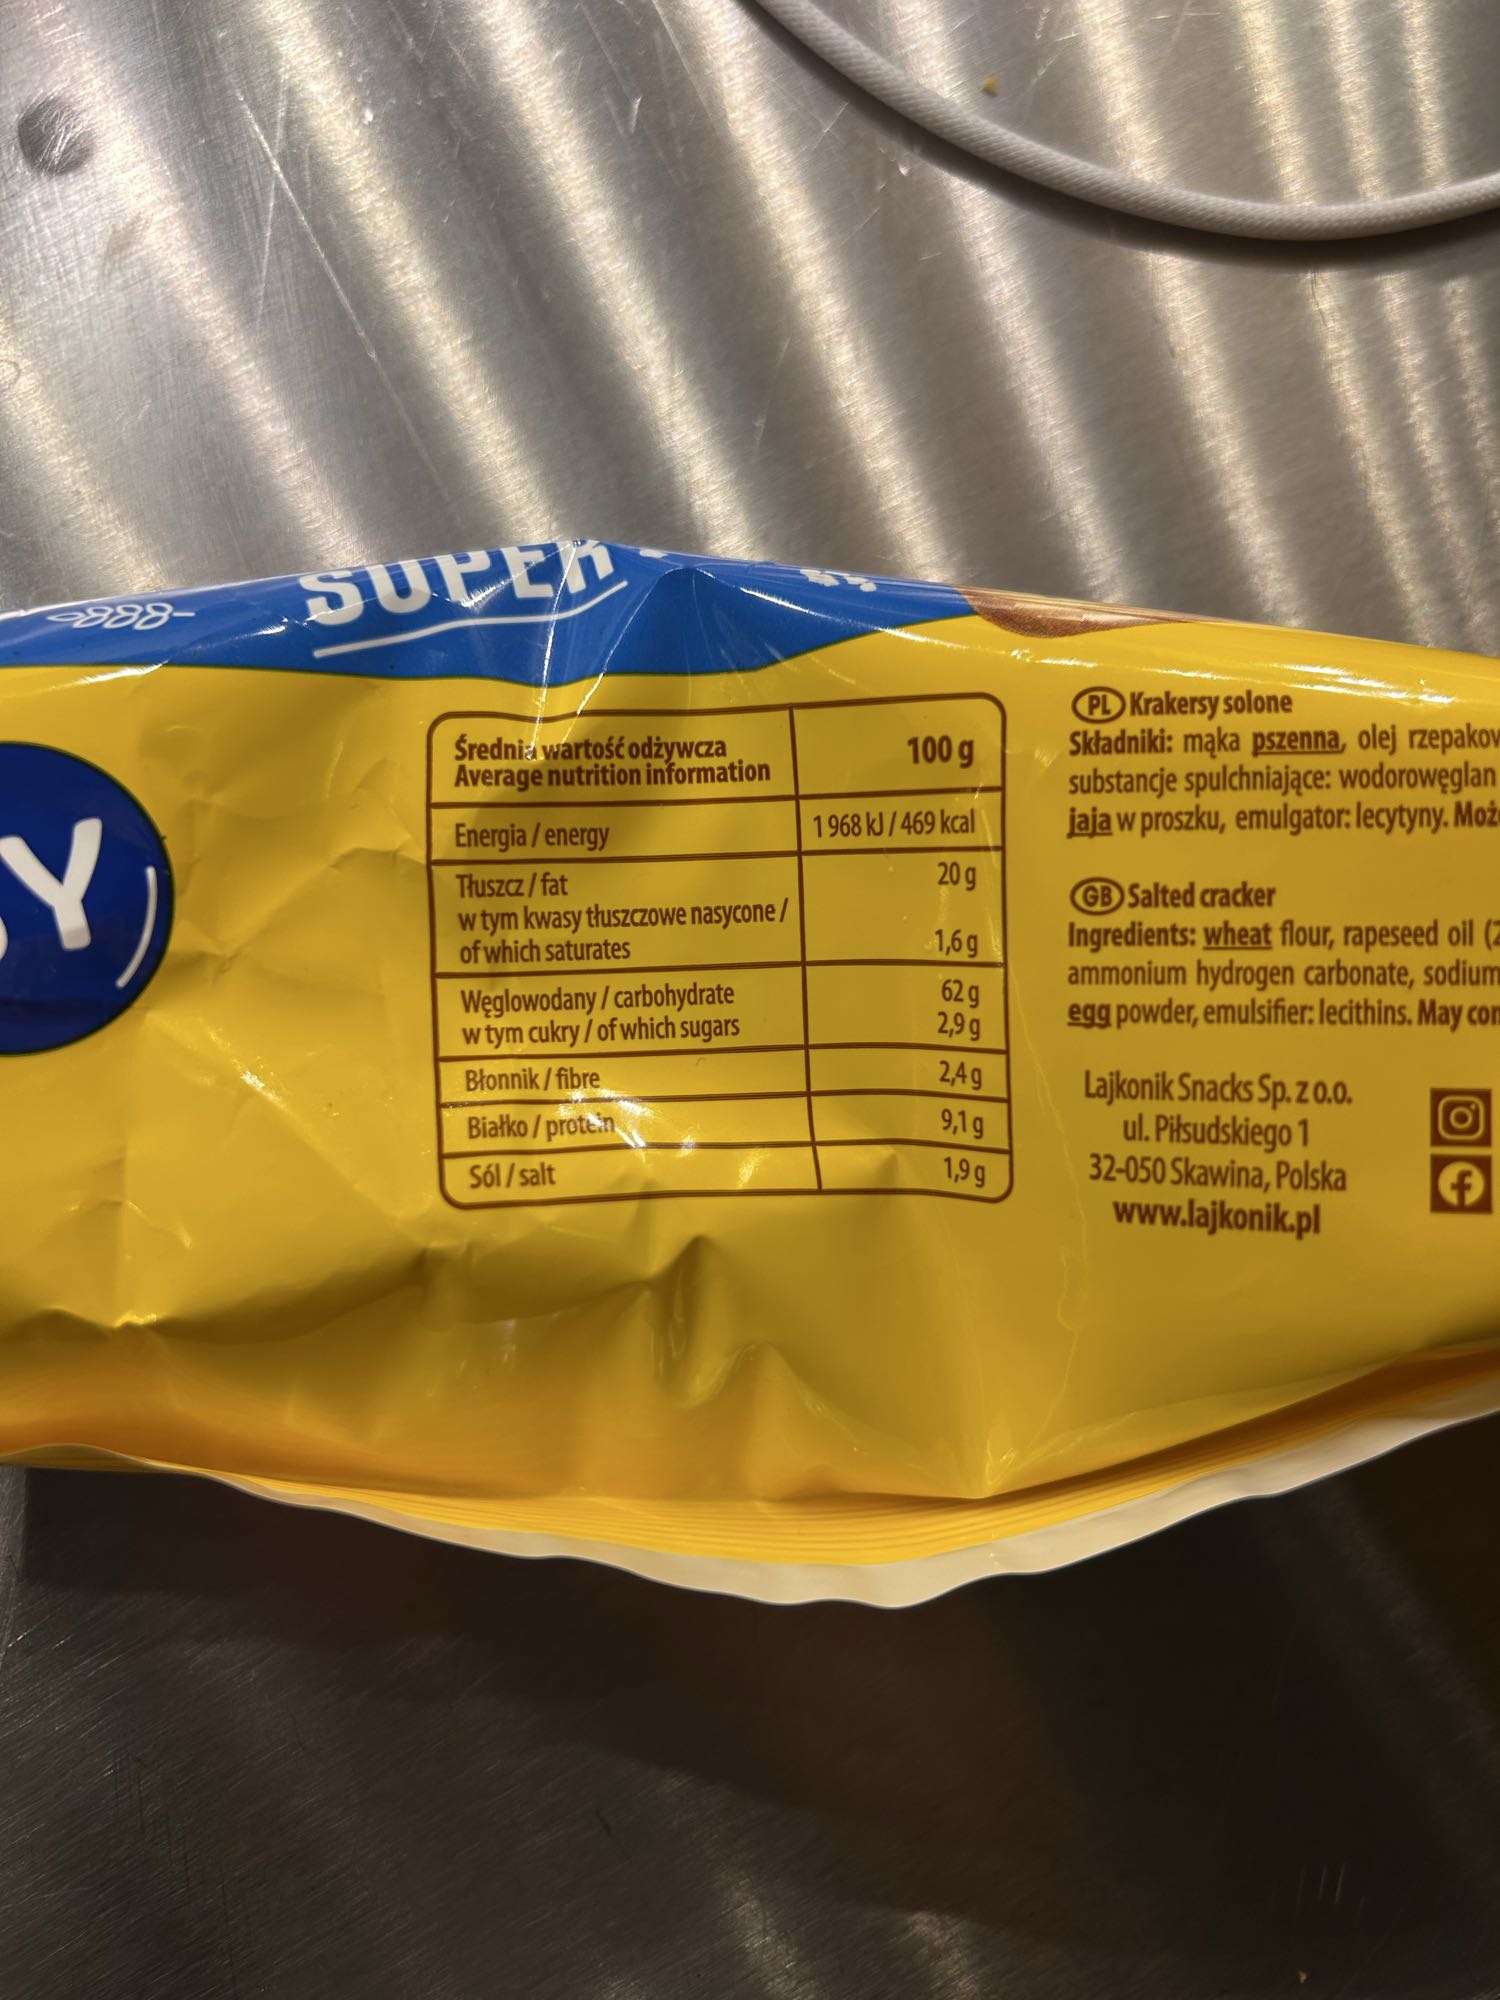 SUPER
Y
Średnia wartość odżywcza
Average nutrition information
100 g
Energia / energy
1 968 kJ / 469 kcal
Tłuszcz / fat
20 g
w tym kwasy tłuszczowe nasycone /
of which saturates
1,6 g
Węglowodany / carbohydrate
62 g
w tym cukry / of which sugars
2,9 g
Błonnik / fibre
2,4 g
Białko / protein
9,1 g
Sól / salt
1,9 g
PL Krakersy solone
Składniki: mąka pszenna, olej rzepakow
substancje spulchniające: wodorowęglan
jaja w proszku, emulgator: lecytyny. Moż
GB Salted cracker
Ingredients: wheat flour, rapeseed oil (2
ammonium hydrogen carbonate, sodium
egg powder, emulsifier: lecithins. May con
Lajkonik Snacks Sp. z o.o.
ul. Piłsudskiego 1
32-050 Skawina, Polska
www.lajkonik.pl